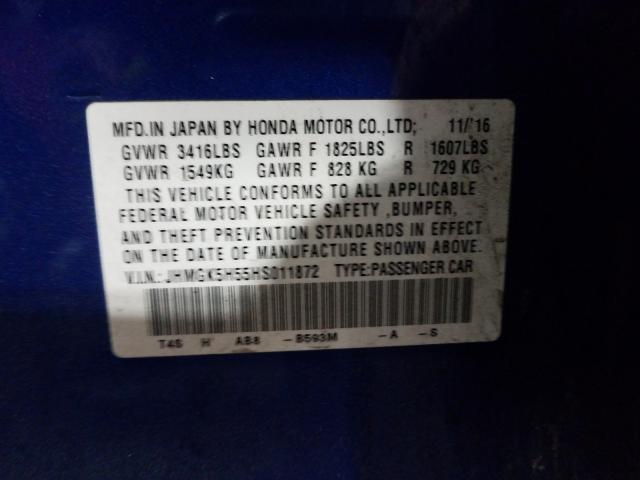 MFD.IN JAPAN BY HONDA MOTOR CO.,LTD; 11/'16
GVWR 3416LBS GAWR F 1825LBS R 1607LBS
GVWR 1549KG GAWR F 828 KG R 729 KG
THIS VEHICLE CONFORMS TO ALL APPLICABLE
FEDERAL MOTOR VEHICLE SAFETY ,BUMPER,
AND THEFT PREVENTION STANDARDS IN EFFECT
ON THE DATE OF MANUFACTURE SHOWN ABOVE.
V.I.N.: JHMGK5H55HS011872 TYPE:PASSENGER CAR
T4S H AB8 -B593M -A -S